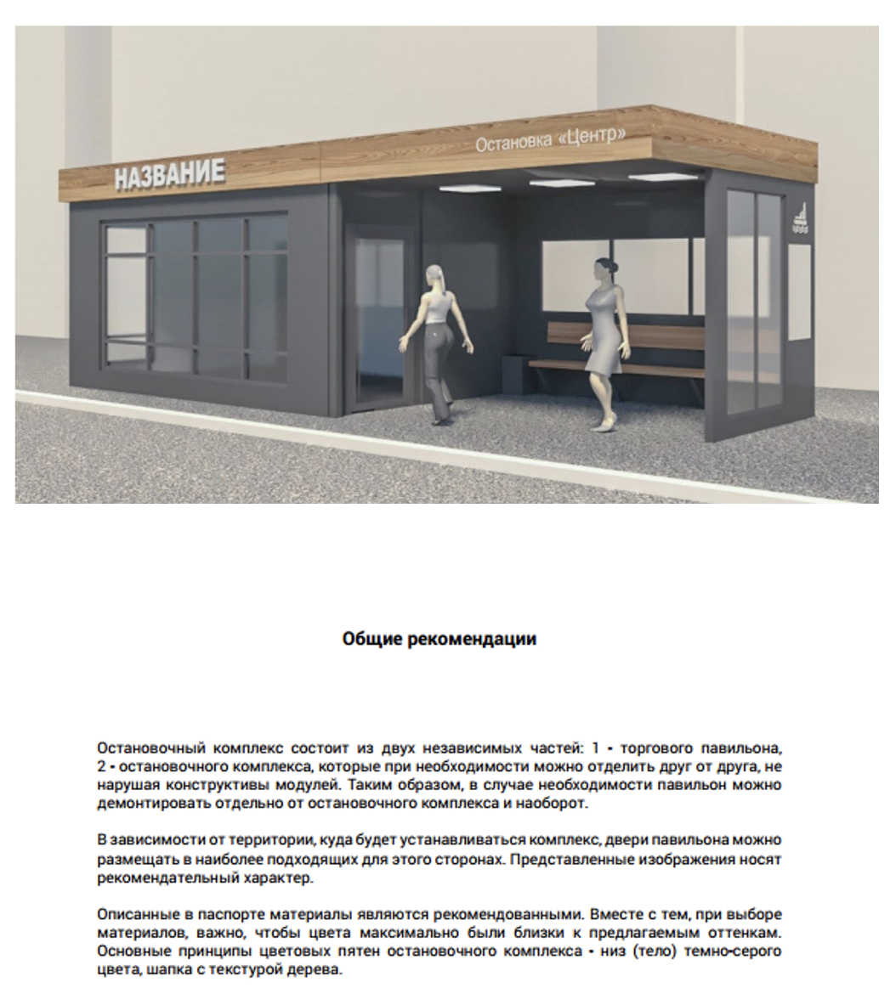 НАЗВАНИЕ
Остановка «Центр»
Общие рекомендации
Остановочный комплекс состоит из двух независимых частей: 1 - торгового павильона,
2 - остановочного комплекса, которые при необходимости можно отделить друг от друга, не
нарушая конструктивы модулей. Таким образом, в случае необходимости павильон можно
демонтировать отдельно от остановочного комплекса и наоборот.
В зависимости от территории, куда будет устанавливаться комплекс, двери павильона можно
размещать в наиболее подходящих для этого сторонах. Представленные изображения носят
рекомендательный характер.
Описанные в паспорте материалы являются рекомендованными. Вместе с тем, при выборе
материалов, важно, чтобы цвета максимально были близки к предлагаемым оттенкам.
Основные принципы цветовых пятен остановочного комплекса - низ (тело) темно-серого
цвета, шапка с текстурой дерева.